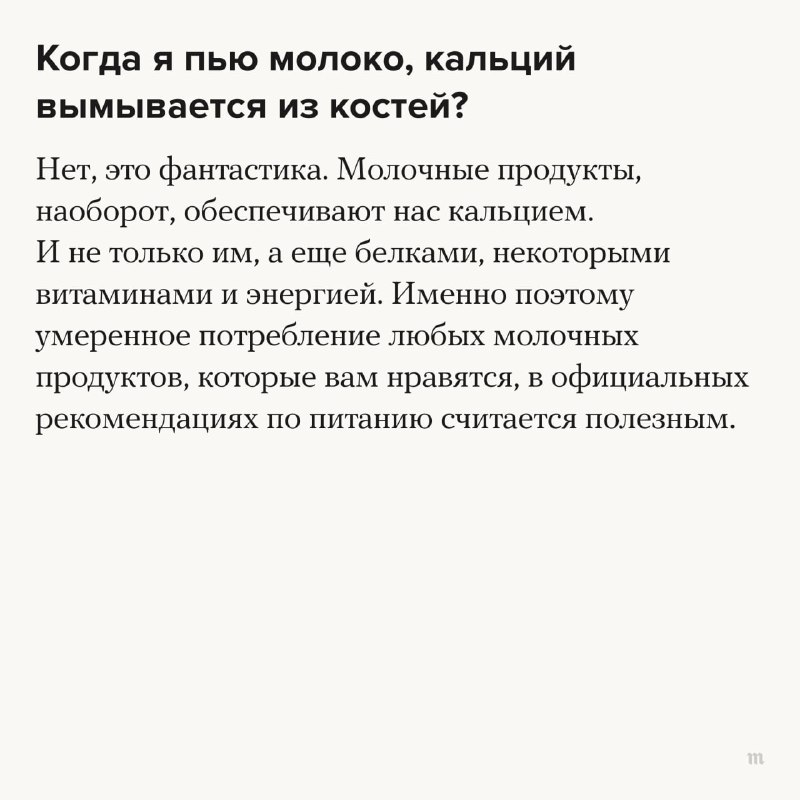 Когда я пью молоко, кальций
вымывается из костей?
Нет, это фантастика. Молочные продукты,
наоборот, обеспечивают нас кальцием.
И не только им, а еще белками, некоторыми
витаминами и энергией. Именно поэтому
умеренное потребление любых молочных
продуктов, которые вам нравятся, в официальных
рекомендациях по питанию считается полезным.
m